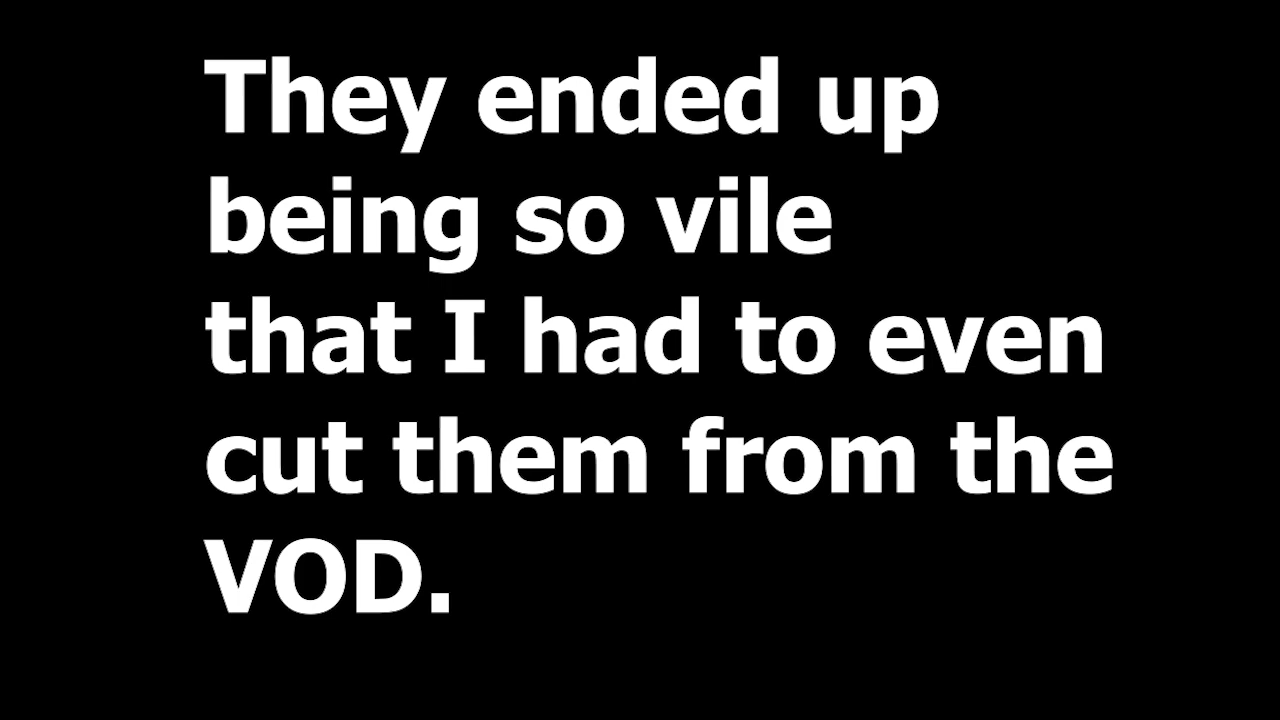 They ended up
being so vile
that I had to even
cut them from the
VOD.